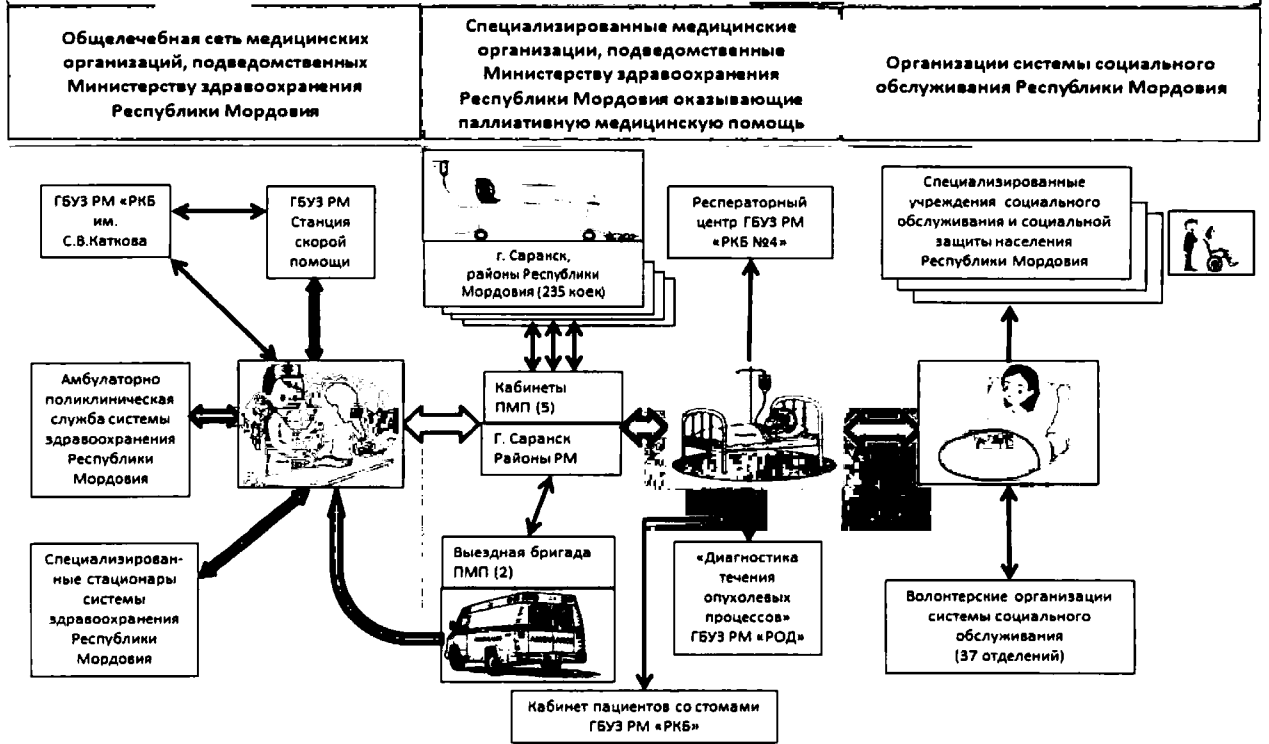 Общелечебная сеть медицинских
организаций, подведомственных
Министерству здравоохранения
Республики Мордовия
Специализированные медицинские
организации, подведомственные
Министерству здравоохранения
Республики Мордовия оказывающие
паллиативную медицинскую помощь
Организации системы социального
обслуживания Республики Мордовия
ГБУЗ РМ «РКБ
им.
С.В.Каткова
ГБУЗ РМ
Станция
скорой
помощи
г. Саранск,
районы Республики
Мордовия (235 коек)
Респераторный
центр ГБУЗ РМ
«РКБ №4»
Специализированные
учреждения социального
обслуживания и социальной
защиты населения
Республики Мордовия
Амбулаторно
поликлиническая
служба системы
здравоохранения
Республики
Мордовия
Кабинеты
ПМП (5)
Г. Саранск
Районы РМ
Специализирован-
ные стационары
системы
здравоохранения
Республики
Мордовия
Выездная бригада
ПМП (2)
AMBULANCE
«Диагностика
течения
опухолевых
процессов»
ГБУЗ РМ «РОД»
Волонтерские организации
системы социального
обслуживания
(37 отделений)
Кабинет пациентов со стомами
ГБУЗ РМ «РКБ»